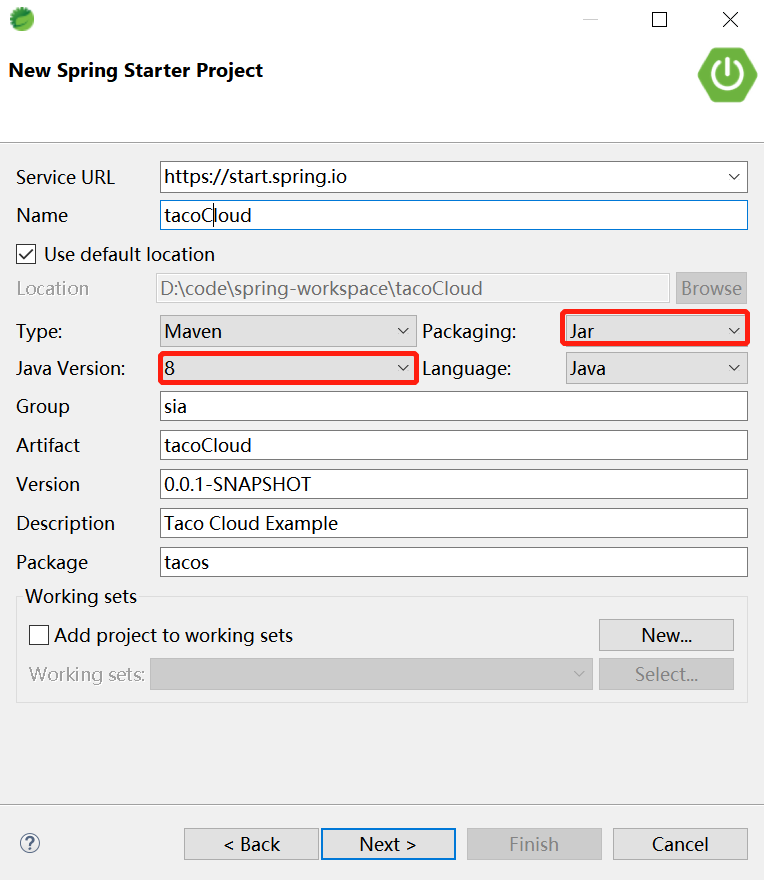 New Spring Starter Project
Service URL https://start.spring.io
Name tacoCloud
Use default location
Location D:\code\spring-workspace\tacoCloud Browse
Type: Maven Packaging: Jar
Java Version: 8 Language: Java
Group sia
Artifact tacoCloud
Version 0.0.1-SNAPSHOT
Description Taco Cloud Example
Package tacos
Working sets
Add project to working sets New...
Working sets: Select...
? < Back Next > Finish Cancel